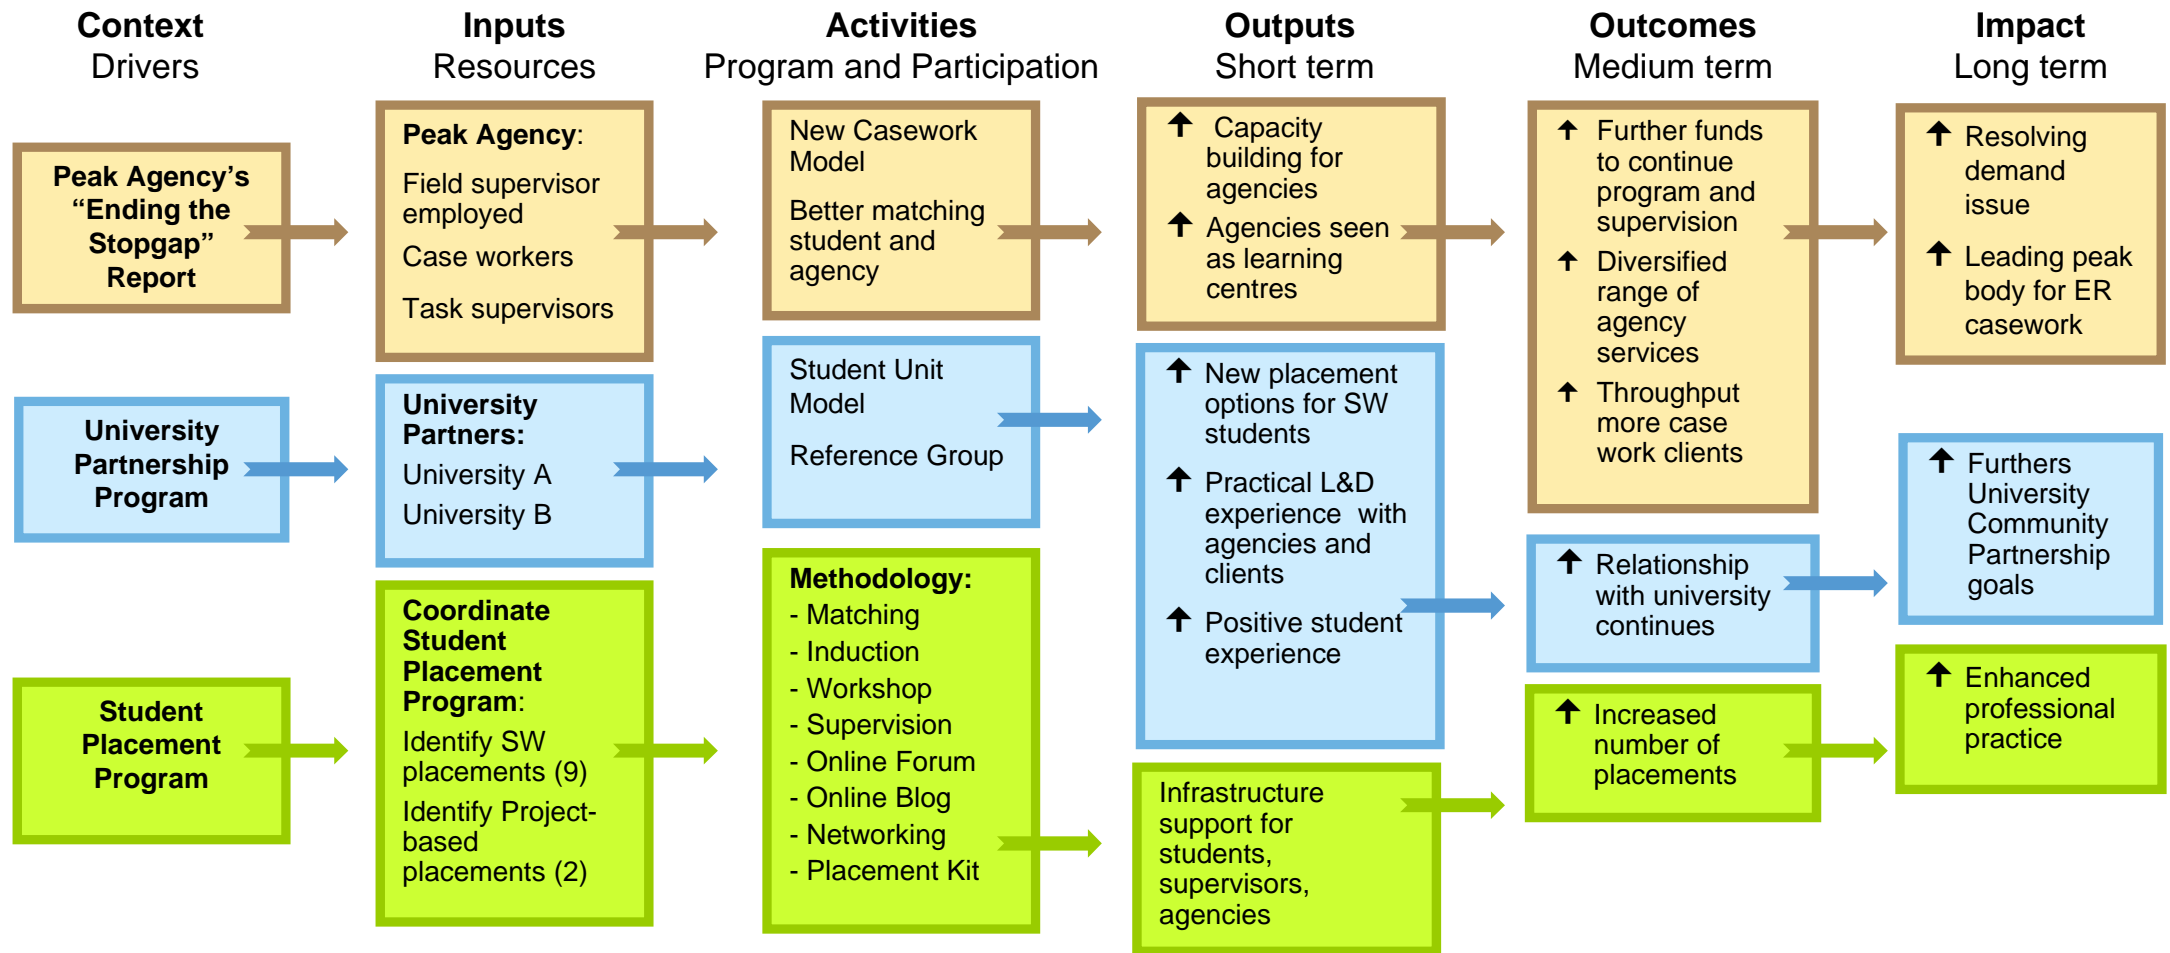 Context
Drivers
Inputs
Resources
Activities
Program and Participation
Outputs
Short term
Outcomes
Medium term
Impact
Long term
Peak Agency’s
“Ending the
Stopgap”
Report
Peak Agency:
Field supervisor
employed
Case workers
Task supervisors
New Casework
Model
Better matching
student and
agency
Capacity
building for
agencies
Agencies seen
as learning
centres
Further funds
to continue
program and
supervision
Diversified
range of
agency
services
Throughput
more case
work clients
Resolving
demand
issue
Leading peak
body for ER
casework
University
Partnership
Program
University
Partners:
University A
University B
Student Unit
Model
Reference Group
New placement
options for SW
students
Practical L&D
experience with
agencies and
clients
Positive student
experience
Relationship
with university
continues
Furthers
University
Community
Partnership
goals
Student
Placement
Program
Coordinate
Student
Placement
Program:
Identify SW
placements (9)
Identify Project-
based
placements (2)
Methodology:
- Matching
- Induction
- Workshop
- Supervision
- Online Forum
- Online Blog
- Networking
- Placement Kit
Infrastructure
support for
students,
supervisors,
agencies
Increased
number of
placements
Enhanced
professional
practice